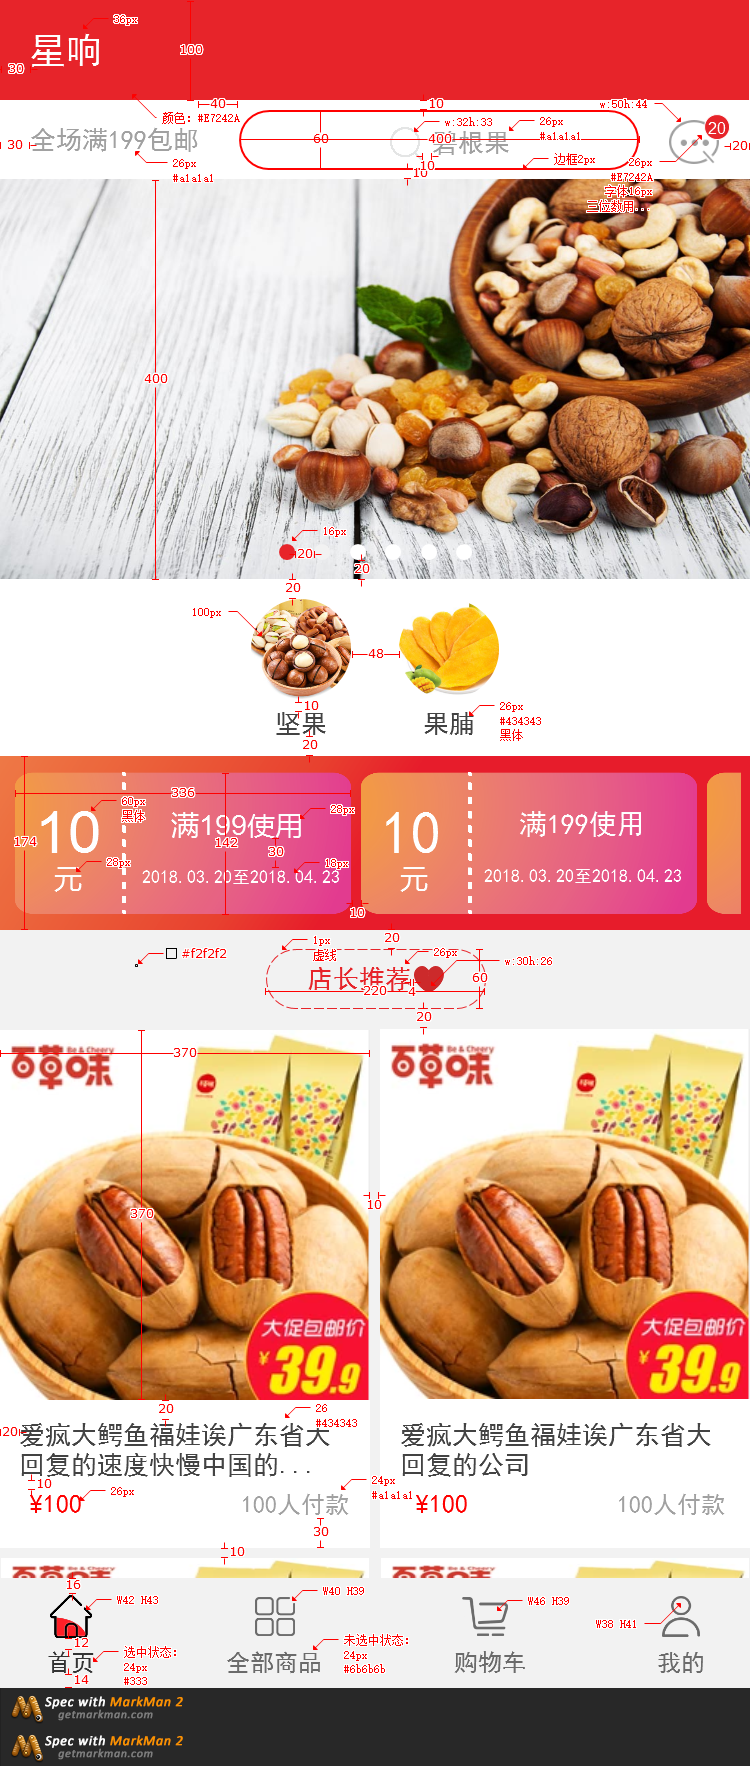 36px
星响
100
30
颜色：#E7242A
40
10
w:50h:44
30
全场满199包邮
60
w:32h:33
400
碧根果
26px
#a1a1a1
20
20
26px
#a1a1a1
10
10
边框2px
26px
#E7242A
字体16px
三位数用...
400
16px
20
20
20
100px
48
10
坚果
果脯
26px
#434343
黑体
20
336
60px
黑体
28px
10
满199使用
10
满199使用
174
142
30
元
28px
18px
元
2018.03.20至2018.04.23
2018.03.20至2018.04.23
10
20
1px
虚线
26px
#f2f2f2
w:30h:26
店长推荐
60
220
4
20
百草味
Be & Cheery
370
百草味
Be & Cheery
370
10
大促包邮价
¥39.9
大促包邮价
¥39.9
20
26
#434343
20
爱疯大鳄鱼福娃诶广东省大
回复的速度快慢中国的...
爱疯大鳄鱼福娃诶广东省大
回复的公司
10
¥100
26px
100人付款
24px
#a1a1a1
¥100
100人付款
30
10
Be & Cheery
Be & Cheery
16
W42 H43
W40 H39
W46 H39
W38 H41
12
首页
选中状态：
24px
#333
全部商品
未选中状态：
24px
#6b6b6b
购物车
我的
14
Spec with MarkMan 2
getmarkman.com
Spec with MarkMan 2
getmarkman.com